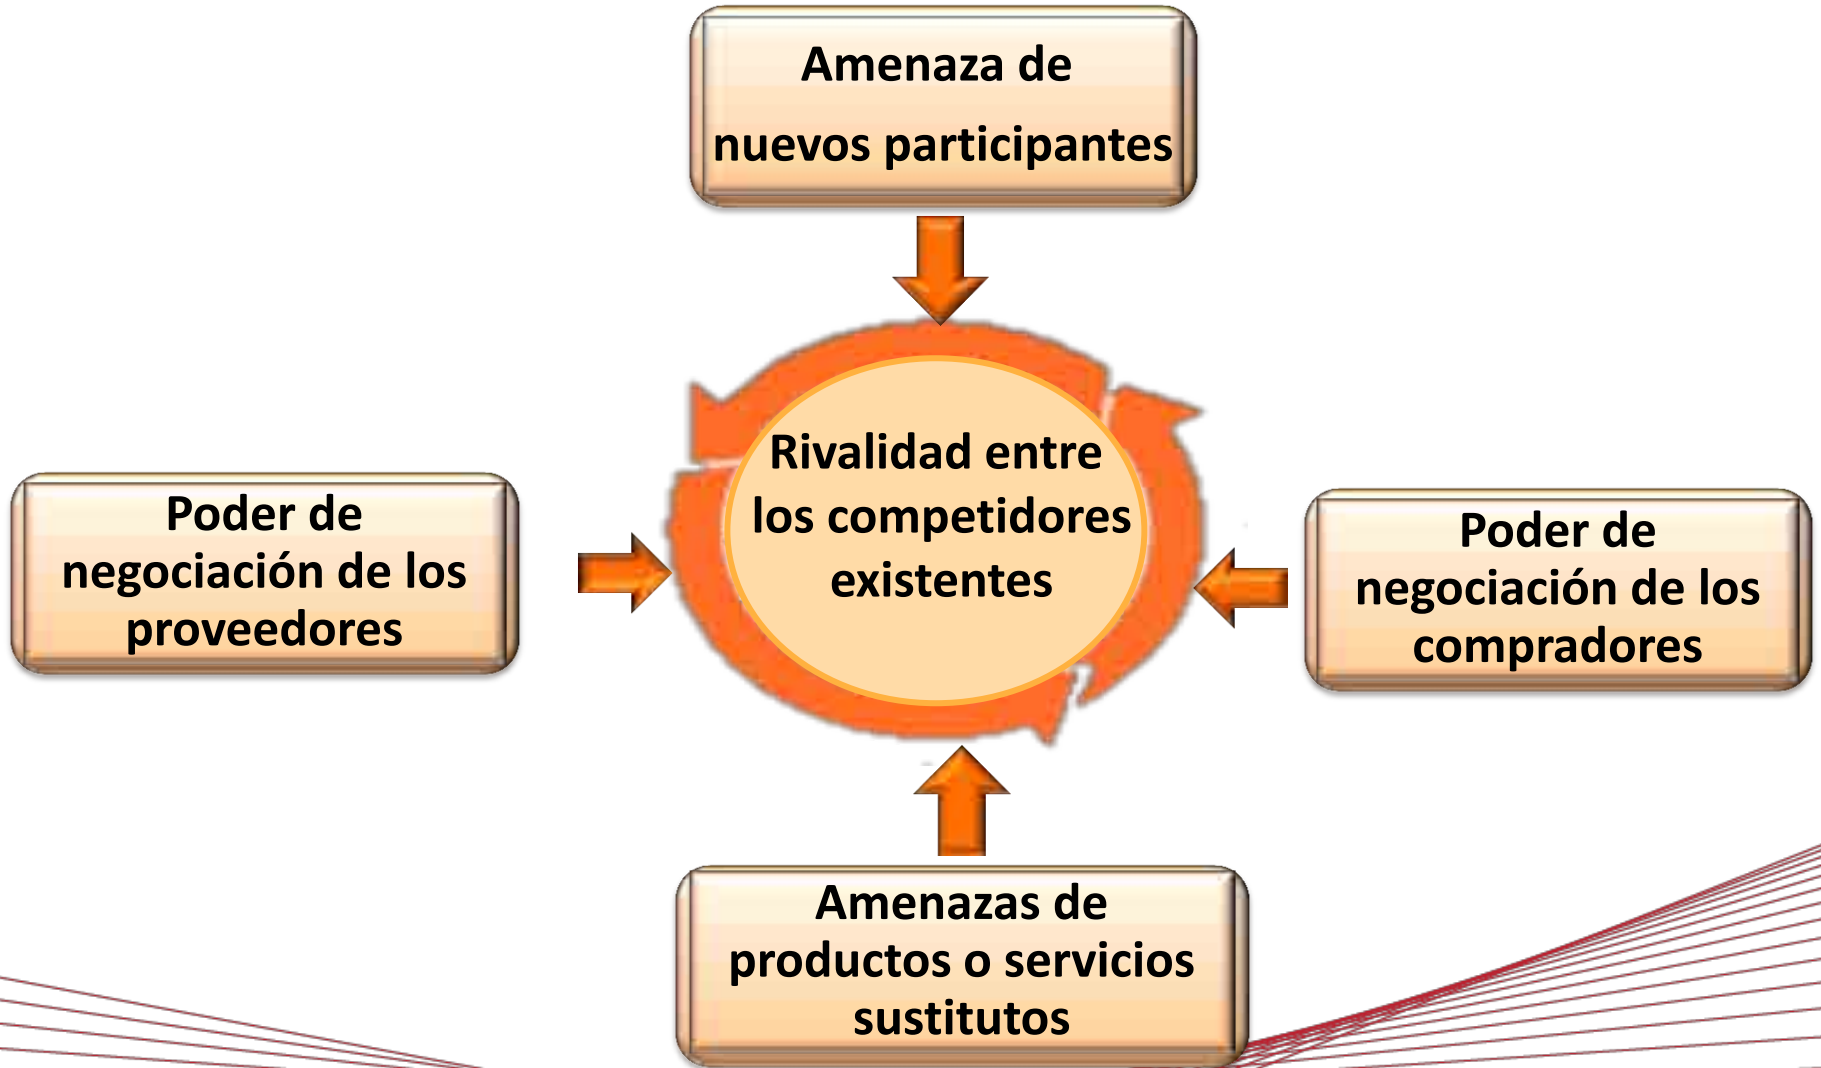 Amenaza de
nuevos participantes
Rivalidad entre
los competidores
existentes
Poder de
negociación de los
proveedores
Poder de
negociación de los
compradores
Amenazas de
productos o servicios
sustitutos